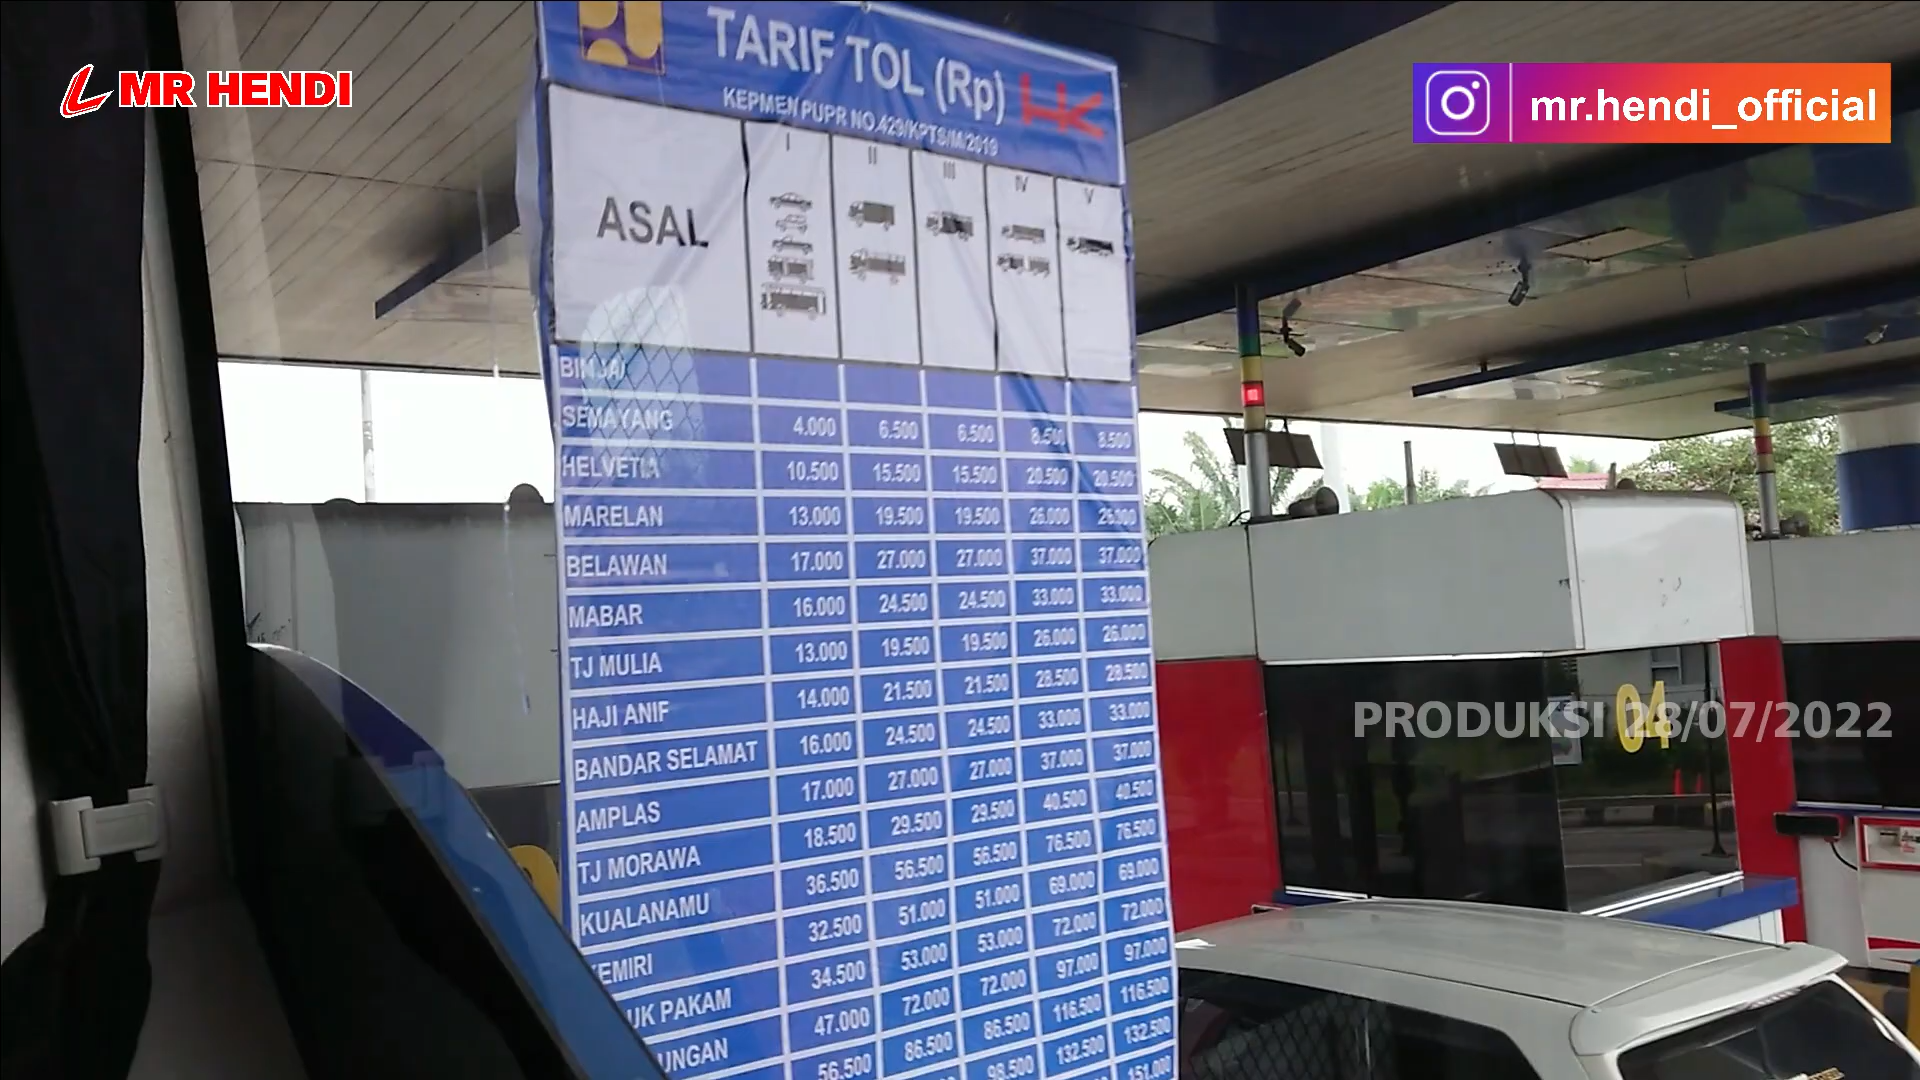 MR HENDI
mr.hendi_official
TARIF TOL (Rp)
KEPMEN PUPR NO.429/KPTS/M/2019
HK
ASAL I II III IV V
BINJAI
SEMAYANG 4.000 6.500 6.500 8.500 8.500
HELVETIA 10.500 15.500 15.500 20.500 20.500
MARELAN 13.000 19.500 19.500 26.000 26.000
BELAWAN 17.000 27.000 27.000 37.000 37.000
MABAR 16.000 24.500 24.500 33.000 33.000
TJ MULIA 13.000 19.500 19.500 26.000 26.000
HAJI ANIF 14.000 21.500 21.500 28.500 28.500
BANDAR SELAMAT 16.000 24.500 24.500 33.000 33.000
AMPLAS 17.000 27.000 27.000 37.000 37.000
TJ MORAWA 18.500 29.500 29.500 40.500 40.500
KUALANAMU 36.500 56.500 56.500 76.500 76.500
EMIRI 32.500 51.000 51.000 69.000 69.000
UK PAKAM 34.500 53.000 53.000 72.000 72.000
UNGAN 47.000 72.000 72.000 97.000 97.000
56.500 86.500 86.500 116.500 116.500
98.500 132.500 132.500
151.000
04
PRODUKSI 28/07/2022